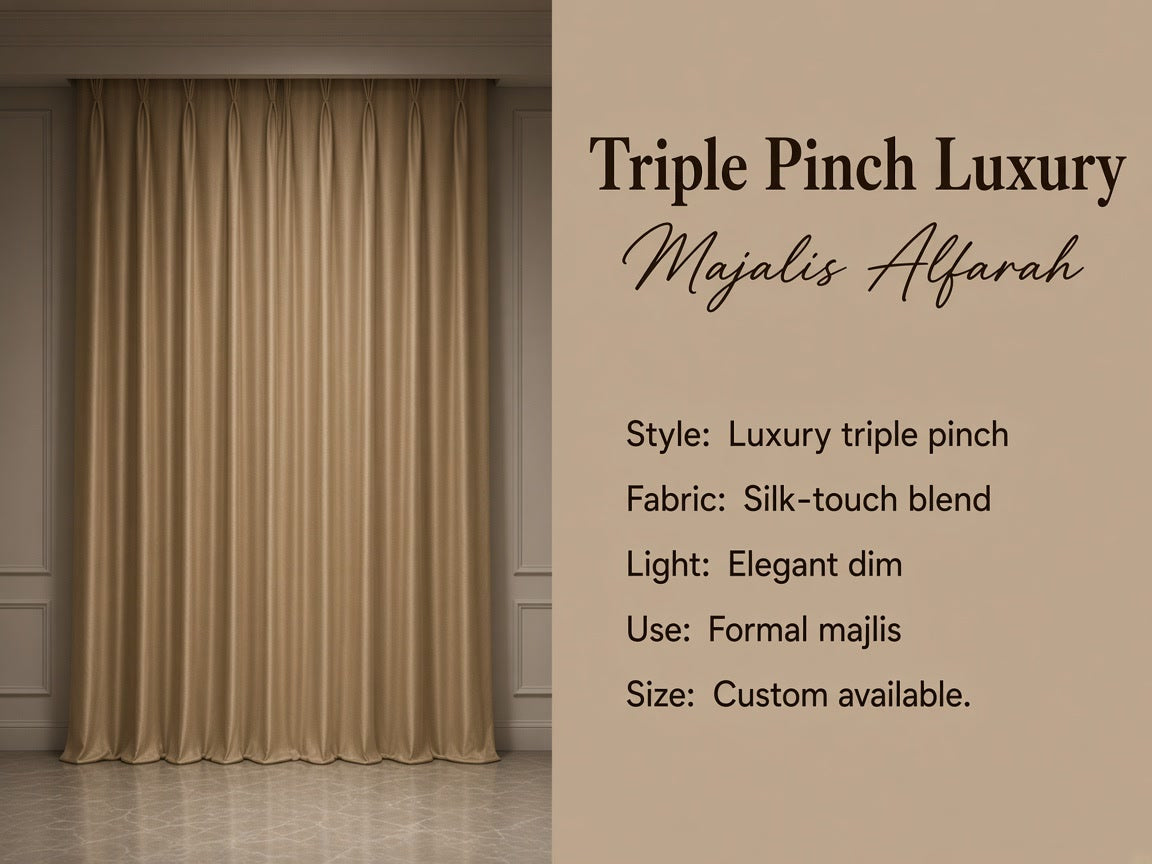 Triple Pinch Luxury
Majalis Alfarah
Style: Luxury triple pinch
Fabric: Silk-touch blend
Light: Elegant dim
Use: Formal majlis
Size: Custom available.